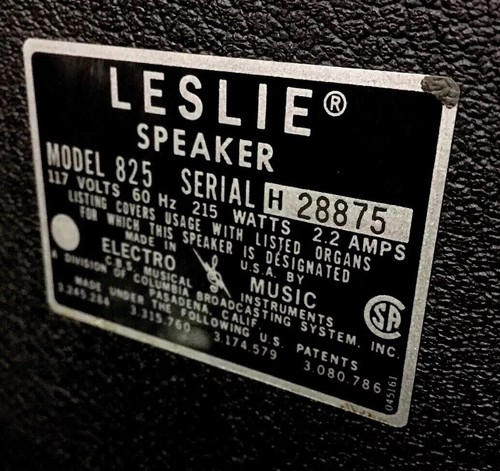 LESLIE®
SPEAKER
MODEL 825 SERIAL H 28875
117 VOLTS 60 Hz 215 WATTS 2.2 AMPS
LISTING COVERS USAGE WITH LISTED ORGANS
FOR WHICH THIS SPEAKER IS DESIGNATED
MADE IN U.S.A. BY
ELECTRO MUSIC
C.B.S. MUSICAL INSTRUMENTS
A DIVISION OF COLUMBIA BROADCASTING SYSTEM, INC.
PASADENA, CALIF.
MADE UNDER THE FOLLOWING U.S. PATENTS
3.245.284 3.315.760 3.174.579 3.080.786
SA
045161